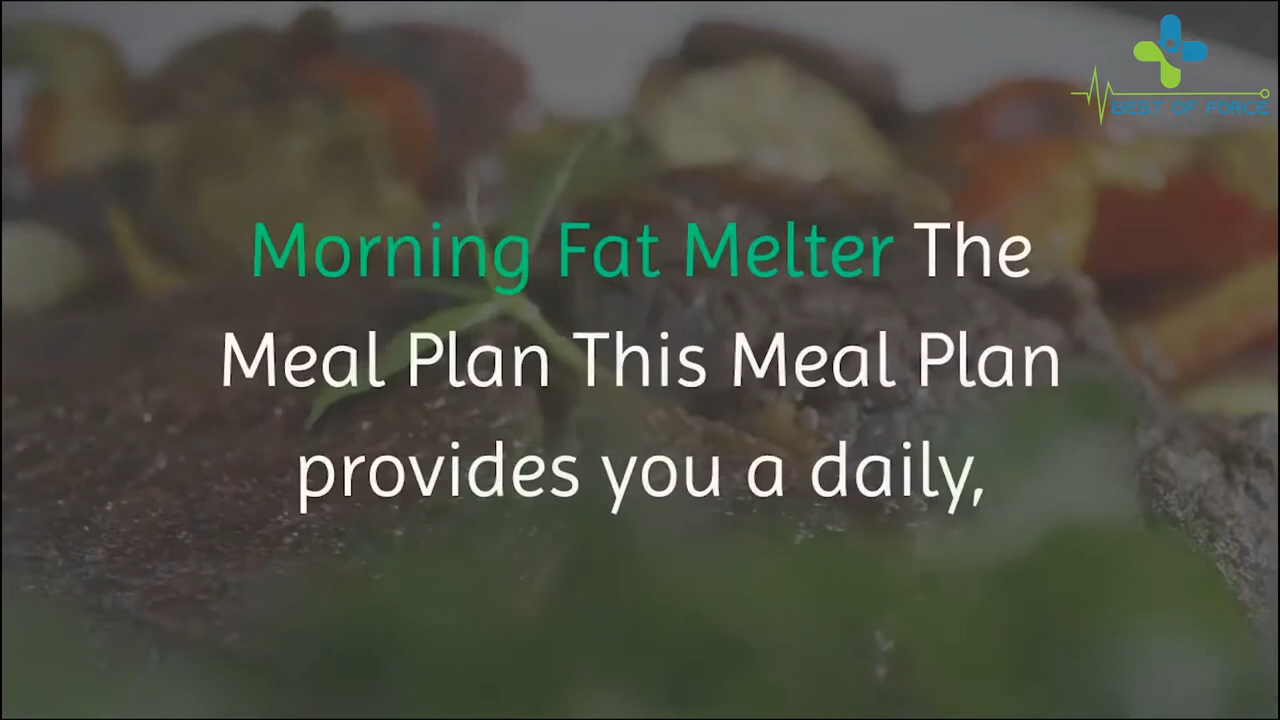 BEST OF FORCE
Morning Fat Melter The
Meal Plan This Meal Plan
provides you a daily,